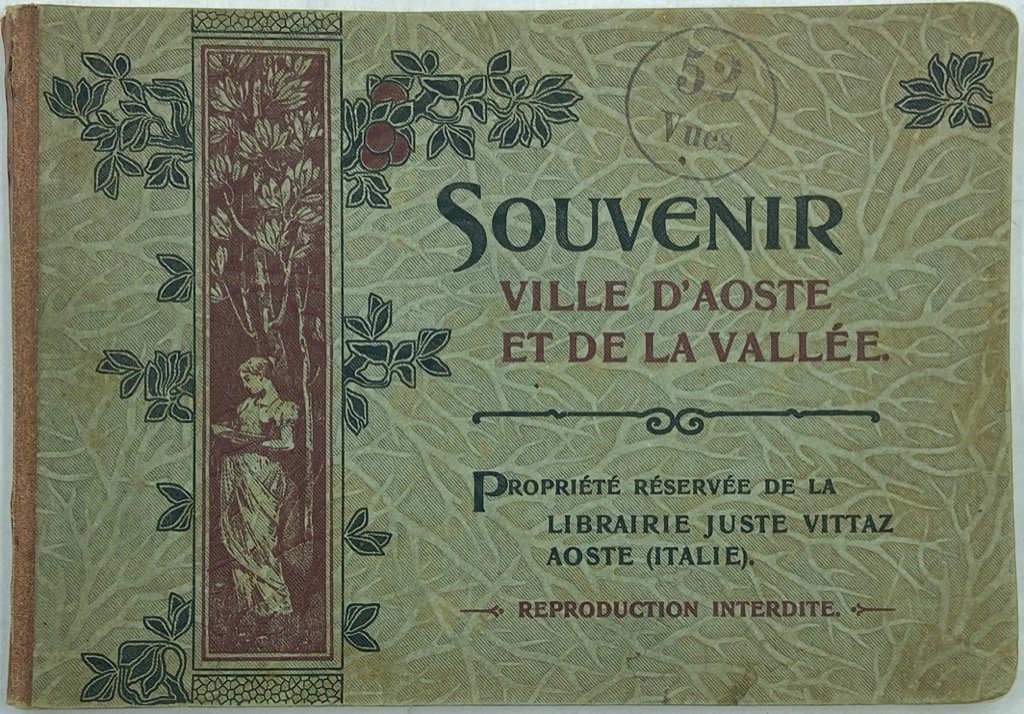 52
Vues
SOUVENIR
VILLE D'AOSTE
ET DE LA VALLÉE.
PROPRIÉTÉ RÉSERVÉE DE LA
LIBRAIRIE JUSTE VITTAZ
AOSTE (ITALIE).
REPRODUCTION INTERDITE.